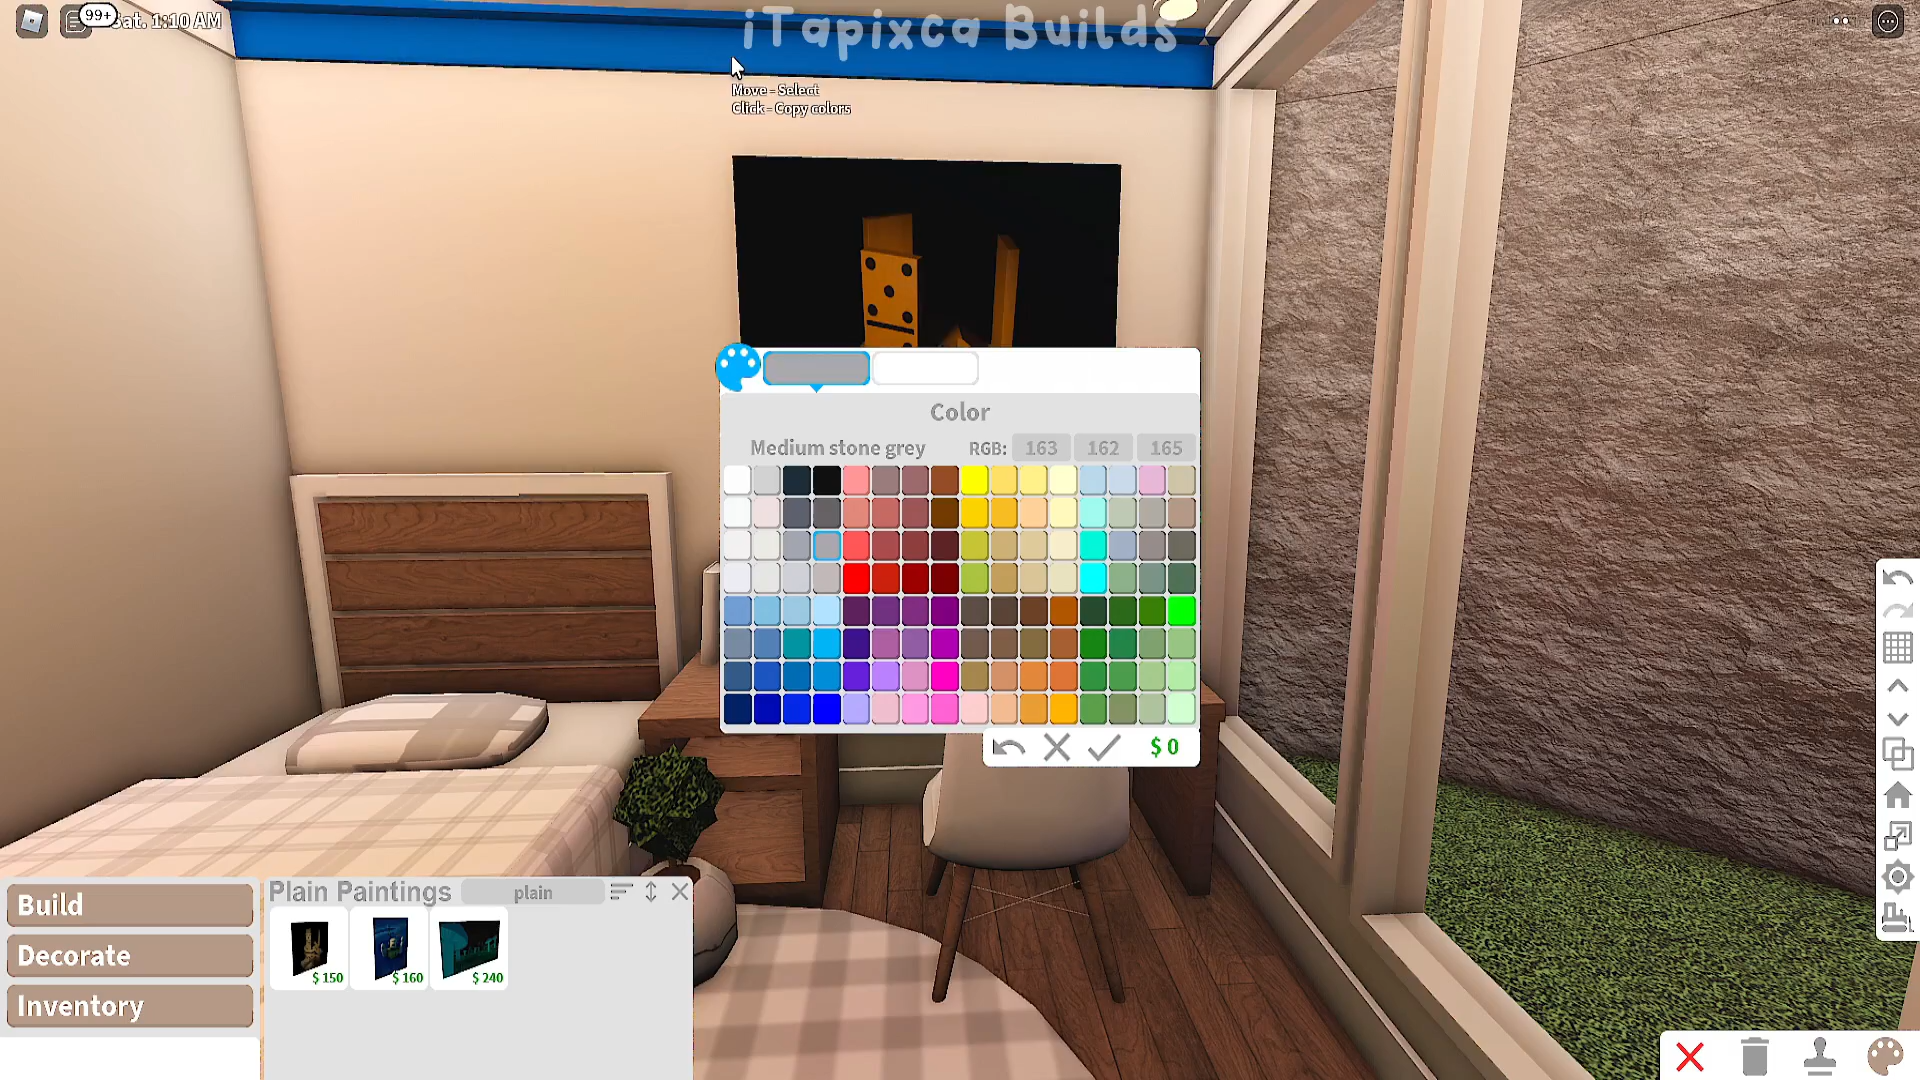 99+
Sat. 1:10 AM
iTapixca Builds
Move - Select
Click - Copy colors
Color
Medium stone grey RGB: 163 162 165
$ 0
Build
Decorate
Inventory
Plain Paintings plain
$ 150 $ 160 $ 240